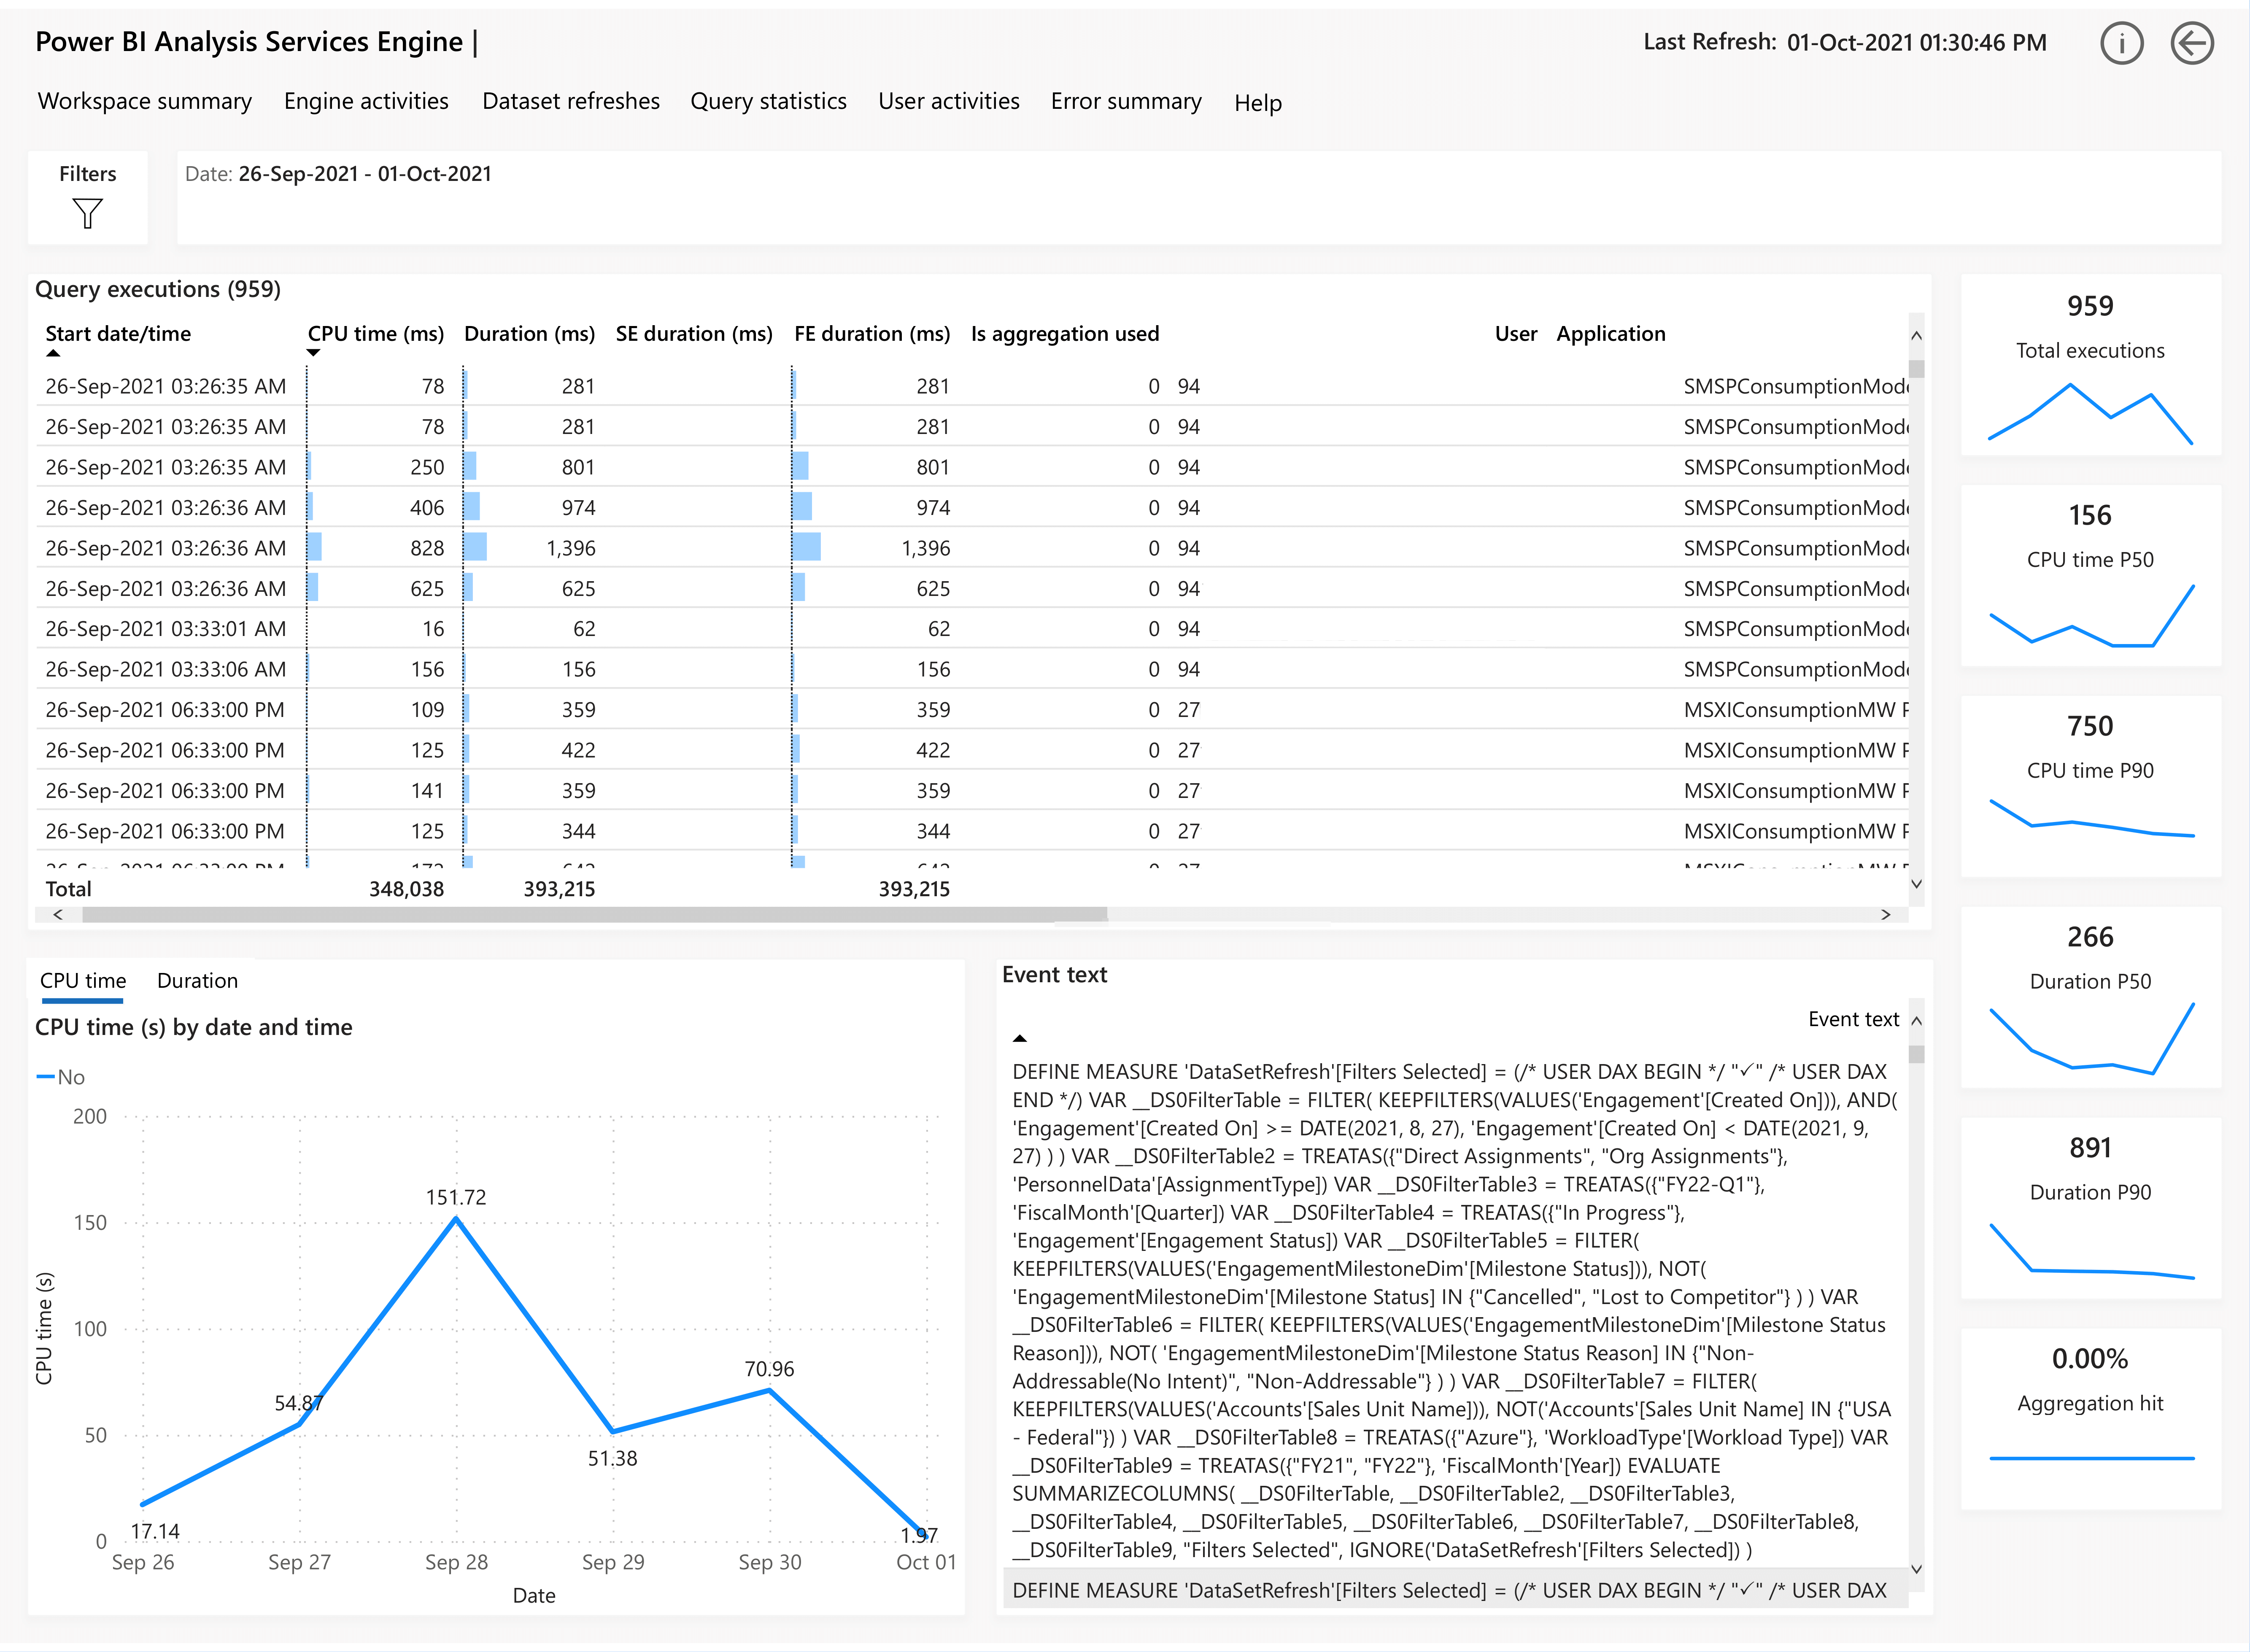 Power BI Analysis Services Engine |
Last Refresh: 01-Oct-2021 01:30:46 PM
Workspace summary Engine activities Dataset refreshes Query statistics User activities Error summary Help
Filters
Date: 26-Sep-2021 - 01-Oct-2021
Query executions (959)
Start date/time CPU time (ms) Duration (ms) SE duration (ms) FE duration (ms) Is aggregation used User Application
26-Sep-2021 03:26:35 AM 78 281 281 0 94 SMSPConsumptionMod
26-Sep-2021 03:26:35 AM 78 281 281 0 94 SMSPConsumptionMod
26-Sep-2021 03:26:35 AM 250 801 801 0 94 SMSPConsumptionMod
26-Sep-2021 03:26:36 AM 406 974 974 0 94 SMSPConsumptionMod
26-Sep-2021 03:26:36 AM 828 1,396 1,396 0 94 SMSPConsumptionMod
26-Sep-2021 03:26:36 AM 625 625 625 0 94 SMSPConsumptionMod
26-Sep-2021 03:33:01 AM 16 62 62 0 94 SMSPConsumptionMod
26-Sep-2021 03:33:06 AM 156 156 156 0 94 SMSPConsumptionMod
26-Sep-2021 06:33:00 PM 109 359 359 0 27 MSXIConsumptionMW P
26-Sep-2021 06:33:00 PM 125 422 422 0 27 MSXIConsumptionMW P
26-Sep-2021 06:33:00 PM 141 359 359 0 27 MSXIConsumptionMW P
26-Sep-2021 06:33:00 PM 125 344 344 0 27 MSXIConsumptionMW P
Total 348,038 393,215 393,215
959
Total executions
156
CPU time P50
750
CPU time P90
266
Duration P50
891
Duration P90
0.00%
Aggregation hit
CPU time Duration
CPU time (s) by date and time
No
CPU time (s)
200
150
100
50
0
17.14
54.87
151.72
51.38
70.96
1.97
Sep 26 Sep 27 Sep 28 Sep 29 Sep 30 Oct 01
Date
Event text
Event text
DEFINE MEASURE 'DataSetRefresh'[Filters Selected] = (/* USER DAX BEGIN */ "✓" /* USER DAX
END */) VAR __DS0FilterTable = FILTER( KEEPFILTERS(VALUES('Engagement'[Created On])), AND(
'Engagement'[Created On] >= DATE(2021, 8, 27), 'Engagement'[Created On] < DATE(2021, 9,
27) ) ) VAR __DS0FilterTable2 = TREATAS({"Direct Assignments", "Org Assignments"},
'PersonnelData'[AssignmentType]) VAR __DS0FilterTable3 = TREATAS({"FY22-Q1"},
'FiscalMonth'[Quarter]) VAR __DS0FilterTable4 = TREATAS({"In Progress"},
'Engagement'[Engagement Status]) VAR __DS0FilterTable5 = FILTER(
KEEPFILTERS(VALUES('EngagementMilestoneDim'[Milestone Status])), NOT(
'EngagementMilestoneDim'[Milestone Status] IN {"Cancelled", "Lost to Competitor"} ) ) VAR
__DS0FilterTable6 = FILTER( KEEPFILTERS(VALUES('EngagementMilestoneDim'[Milestone Status
Reason])), NOT( 'EngagementMilestoneDim'[Milestone Status Reason] IN {"Non-
Addressable(No Intent)", "Non-Addressable"} ) ) VAR __DS0FilterTable7 = FILTER(
KEEPFILTERS(VALUES('Accounts'[Sales Unit Name])), NOT('Accounts'[Sales Unit Name] IN {"USA
- Federal"}) ) VAR __DS0FilterTable8 = TREATAS({"Azure"}, 'WorkloadType'[Workload Type]) VAR
__DS0FilterTable9 = TREATAS({"FY21", "FY22"}, 'FiscalMonth'[Year]) EVALUATE
SUMMARIZECOLUMNS( __DS0FilterTable, __DS0FilterTable2, __DS0FilterTable3,
__DS0FilterTable4, __DS0FilterTable5, __DS0FilterTable6, __DS0FilterTable7, __DS0FilterTable8,
__DS0FilterTable9, "Filters Selected", IGNORE('DataSetRefresh'[Filters Selected]) )
DEFINE MEASURE 'DataSetRefresh'[Filters Selected] = (/* USER DAX BEGIN */ "✓" /* USER DAX